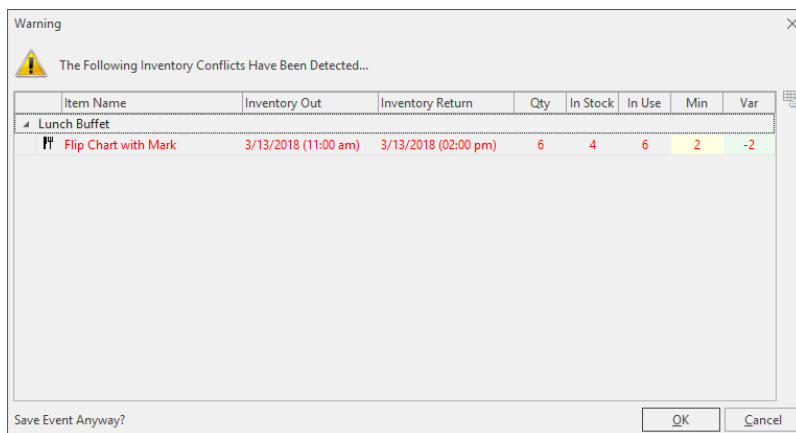 Warning
The Following Inventory Conflicts Have Been Detected...
Item Name Inventory Out Inventory Return Qty In Stock In Use Min Var
Lunch Buffet
Flip Chart with Mark 3/13/2018 (11:00 am) 3/13/2018 (02:00 pm) 6 4 6 2 -2
Save Event Anyway? OK Cancel